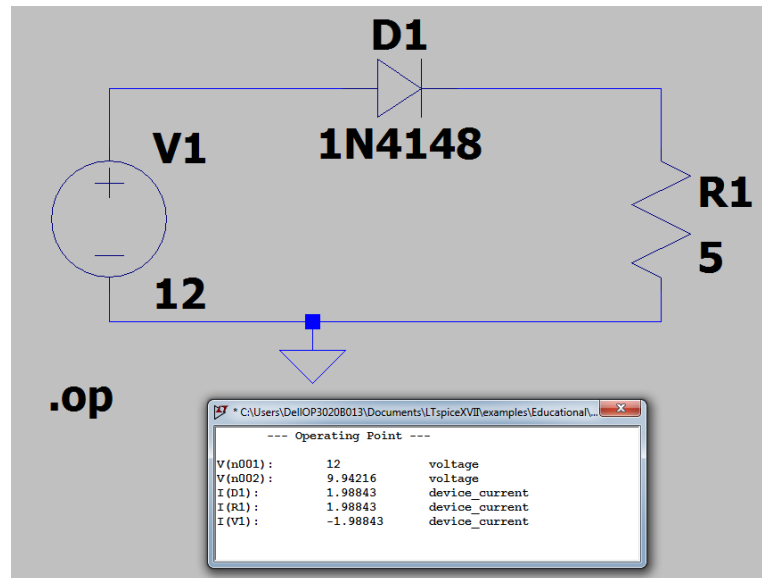 D1
V1
1N4148
R1
5
12
.op
* C:\Users\DellOP3020B013\Documents\LTspiceXVII\examples\Educational\,...
--- Operating Point ---
V(n001): 12 voltage
V(n002): 9.94216 voltage
I(D1): 1.98843 device_current
I(R1): 1.98843 device_current
I(V1): -1.98843 device_current